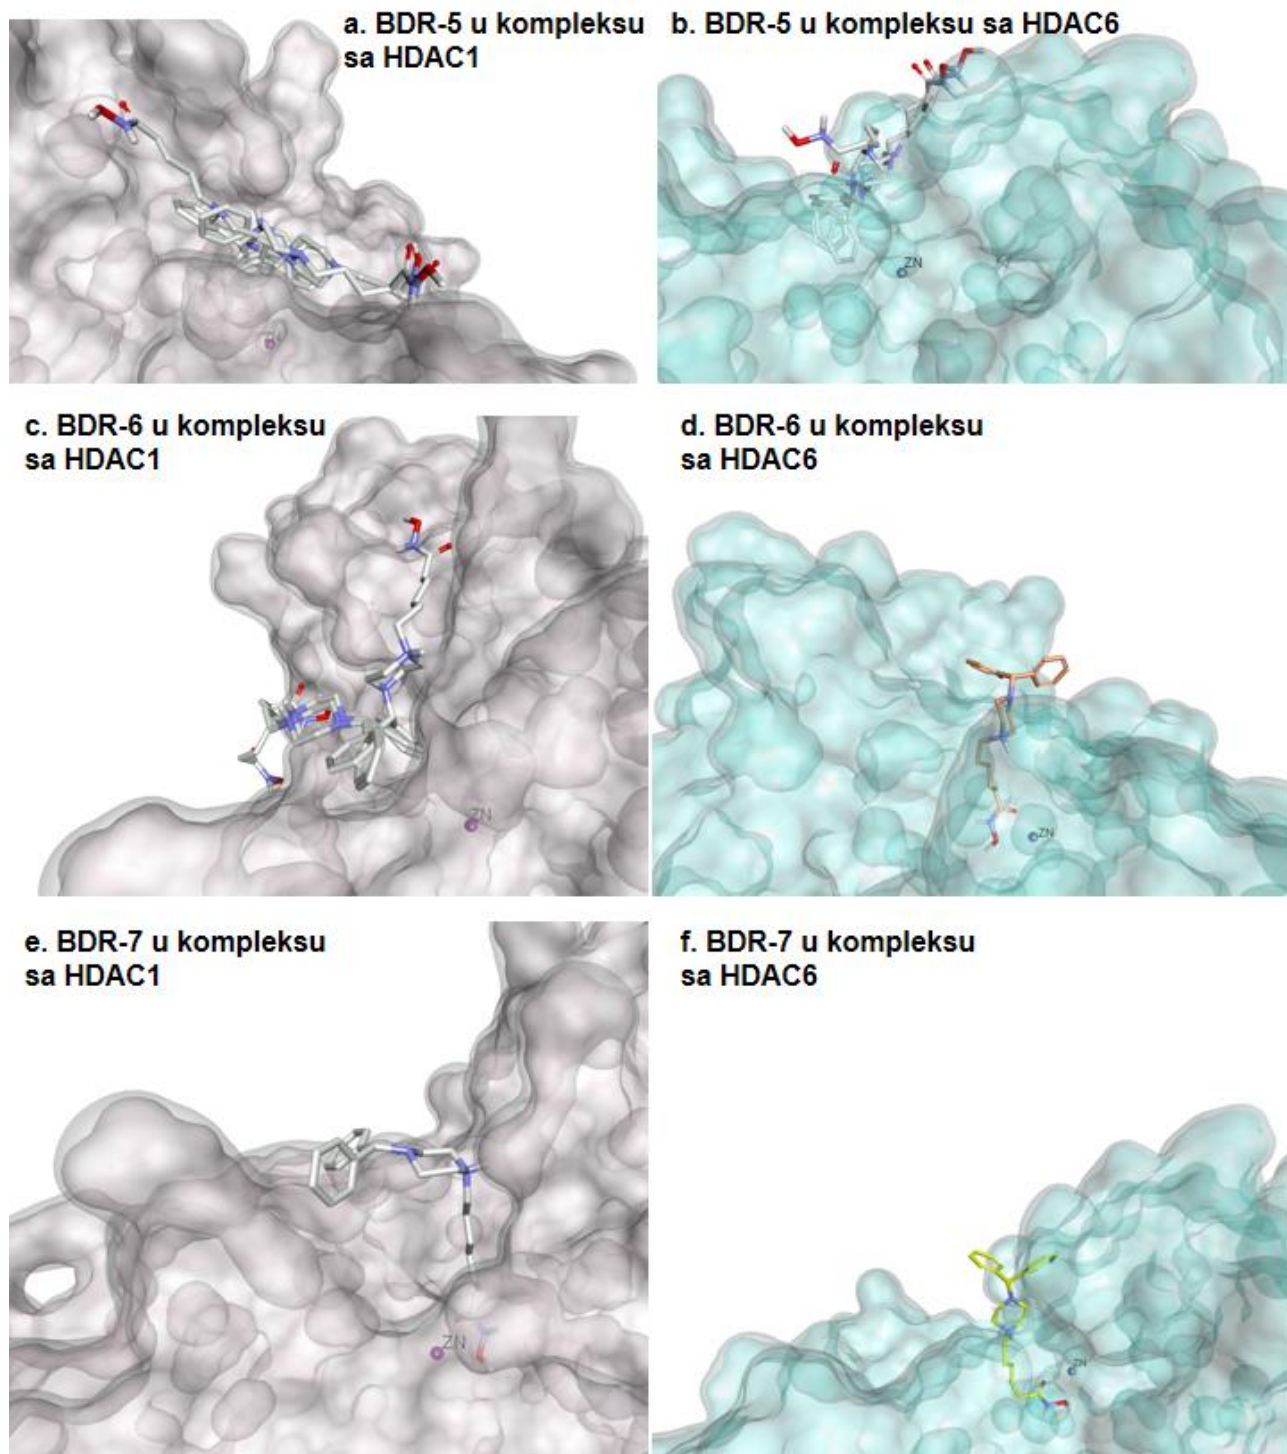 a. BDR-5 u kompleksu
sa HDAC1
b. BDR-5 u kompleksu sa HDAC6
ZN
c. BDR-6 u kompleksu
sa HDAC1
ZN
d. BDR-6 u kompleksu
sa HDAC6
ZN
e. BDR-7 u kompleksu
sa HDAC1
ZN
f. BDR-7 u kompleksu
sa HDAC6
ZN